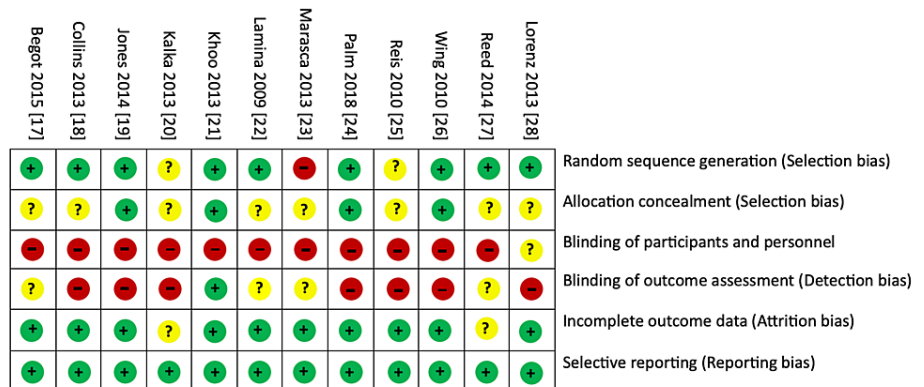 Begot 2015 [17]
Collins 2013 [18]
Jones 2014 [19]
Kalka 2013 [20]
Khoo 2013 [21]
Lamina 2009 [22]
Marasca 2013 [23]
Palm 2018 [24]
Reis 2010 [25]
Wing 2010 [26]
Reed 2014 [27]
Lorenz 2013 [28]
+ + + ? + + - + ? + + + Random sequence generation (Selection bias)
? ? + ? + ? ? + ? + ? ? Allocation concealment (Selection bias)
- - - - - - - - - - - ? Blinding of participants and personnel
? - - - + ? ? - - - ? - Blinding of outcome assessment (Detection bias)
+ + + ? + + + + + + ? + Incomplete outcome data (Attrition bias)
+ + + + + + + + + + + + Selective reporting (Reporting bias)